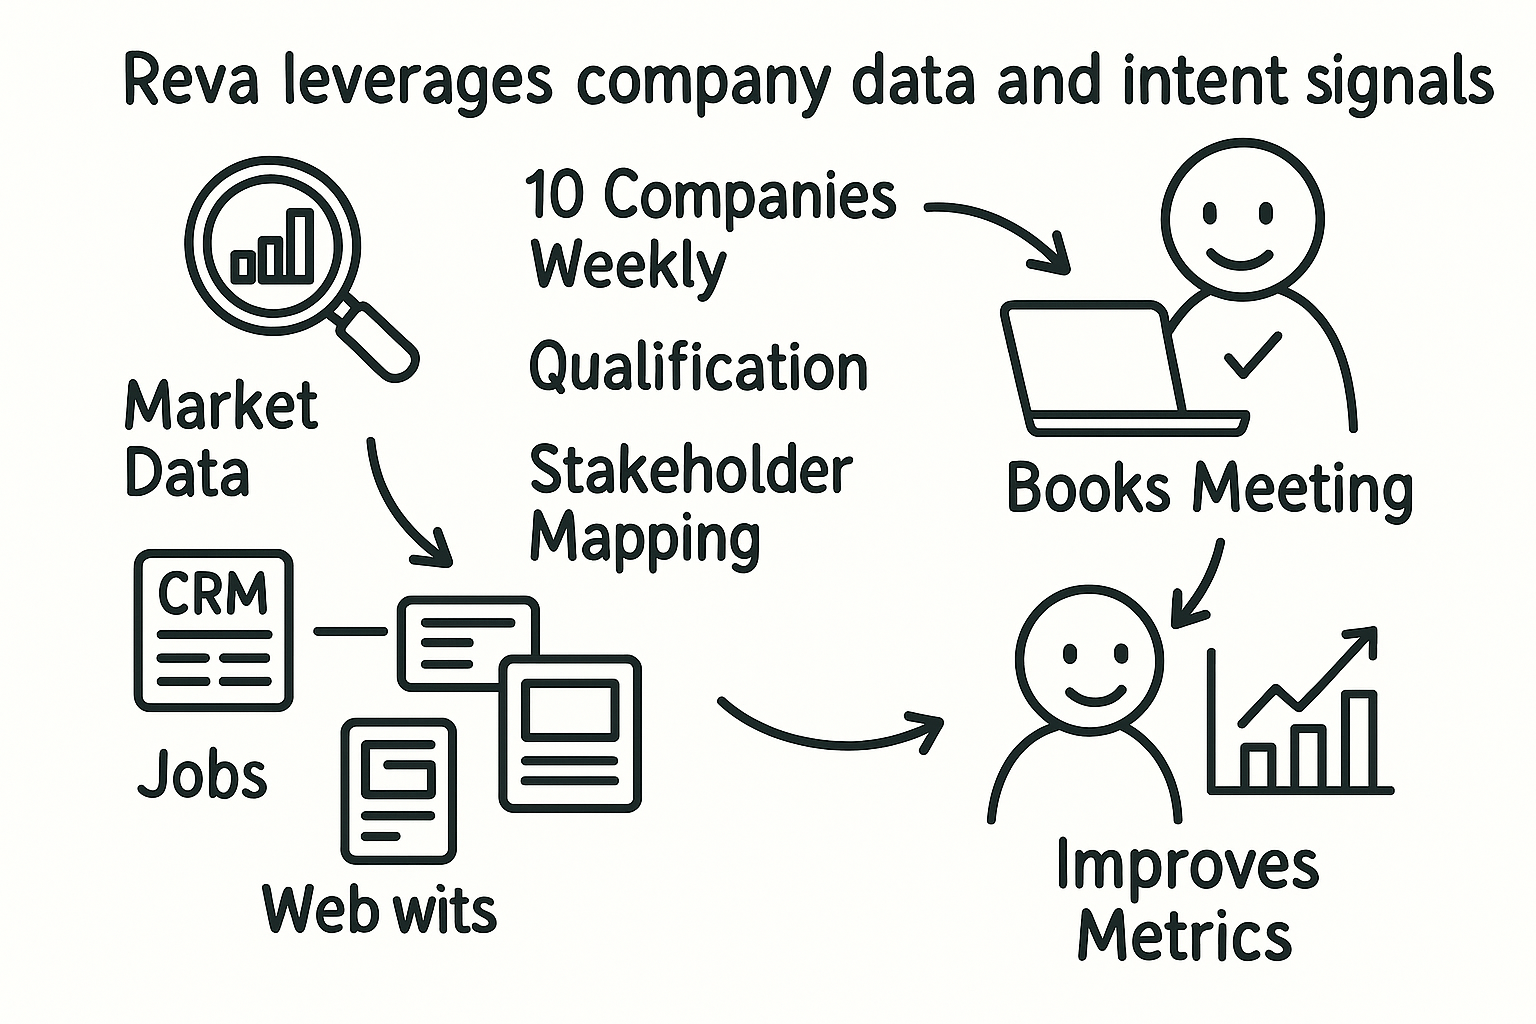 Reva leverages company data and intent signals
Market
Data
CRM
Jobs
Web wits
10 Companies
Weekly
Qualification
Stakeholder
Mapping
Books Meeting
Improves
Metrics